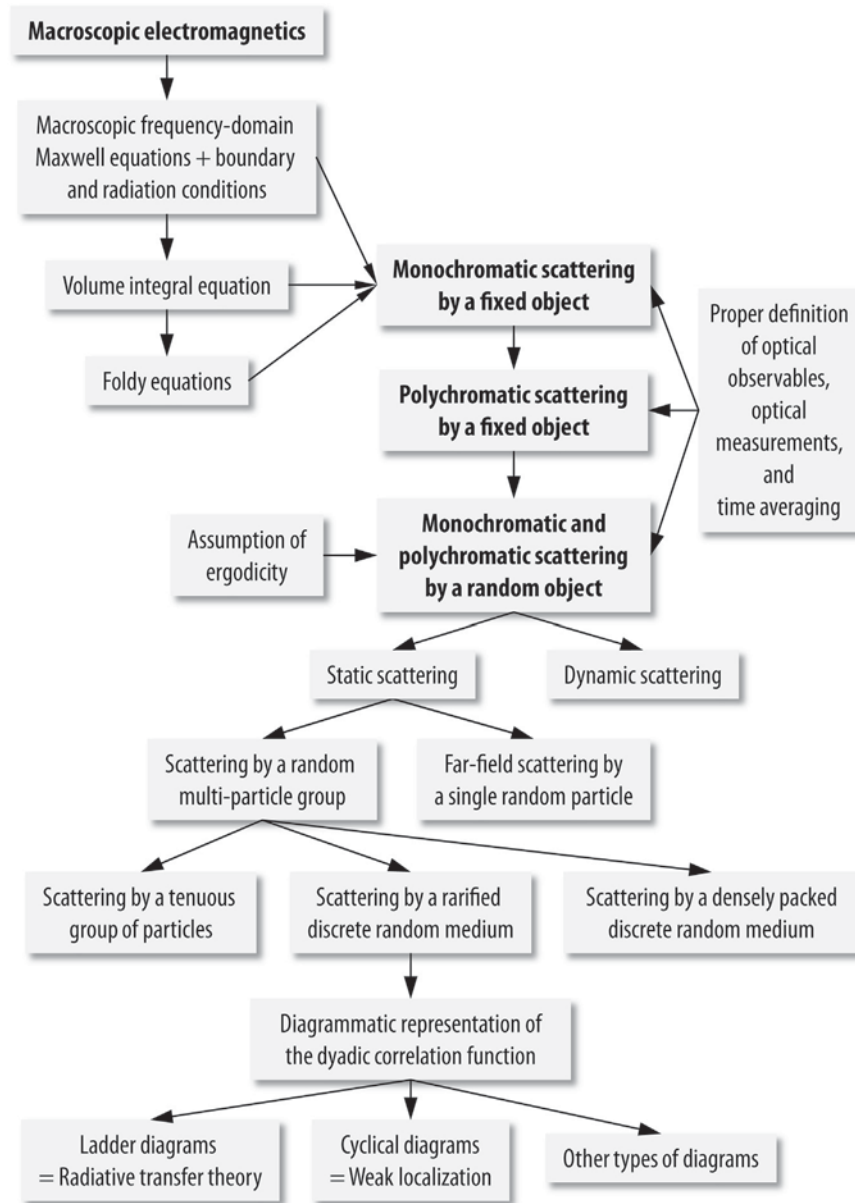 Macroscopic electromagnetics
Macroscopic frequency-domain
Maxwell equations + boundary
and radiation conditions
Volume integral equation
Foldy equations
Monochromatic scattering
by a fixed object
Polychromatic scattering
by a fixed object
Proper definition
of optical
observables,
optical
measurements,
and
time averaging
Assumption of
ergodicity
Monochromatic and
polychromatic scattering
by a random object
Static scattering
Dynamic scattering
Scattering by a random
multi-particle group
Far-field scattering by
a single random particle
Scattering by a tenuous
group of particles
Scattering by a rarified
discrete random medium
Scattering by a densely packed
discrete random medium
Diagrammatic representation of
the dyadic correlation function
Ladder diagrams
= Radiative transfer theory
Cyclical diagrams
= Weak localization
Other types of diagrams